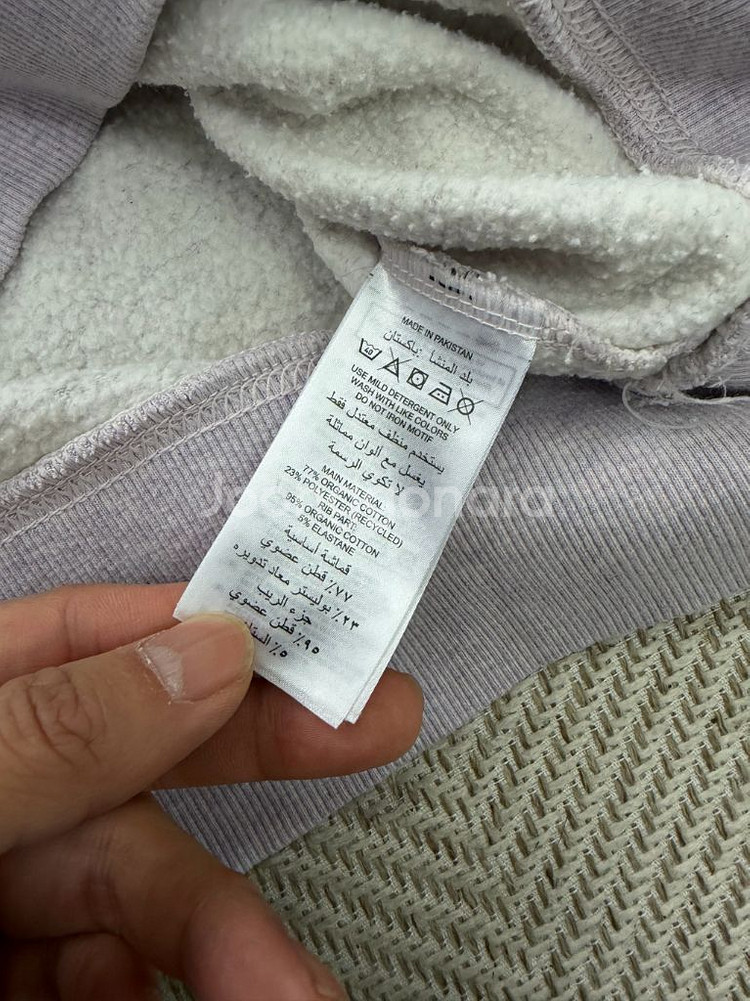 MADE IN PAKISTAN
بلد المنشأ : باكستان
40
USE MILD DETERGENT ONLY
WASH WITH LIKE COLORS
DO NOT IRON MOTIF
يستخدم منظف معتدل فقط
يغسل مع ألوان مماثلة
لا تكوي الرسمة
MAIN MATERIAL:
77% ORGANIC COTTON
23% POLYESTER (RECYCLED)
RIB PART:
95% ORGANIC COTTON
5% ELASTANE
قماشة أساسية
٧٧٪ قطن عضوي
٢٣٪ بوليستر معاد تدويره
جزء الريب
٩٥٪ قطن عضوي
٥٪